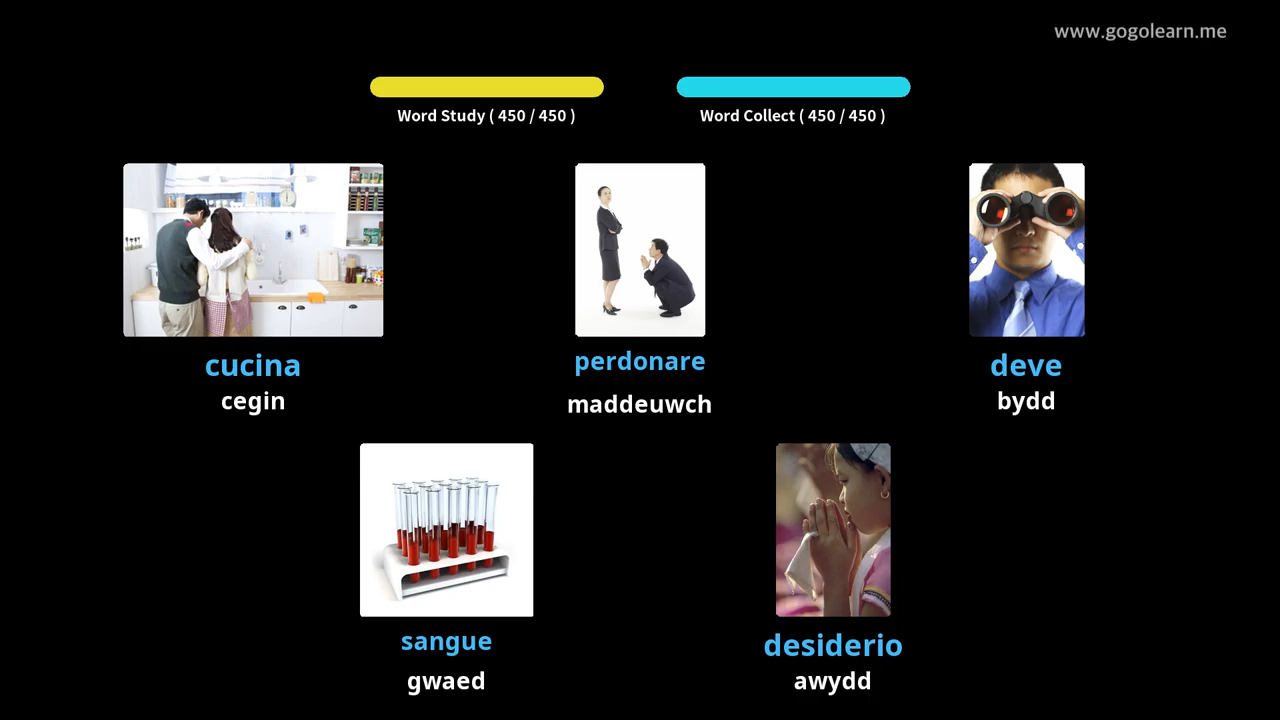 www.gogolearn.me
Word Study ( 450 / 450 )
Word Collect ( 450 / 450 )
cucina
cegin
perdonare
maddeuwch
deve
bydd
sangue
gwaed
desiderio
awydd